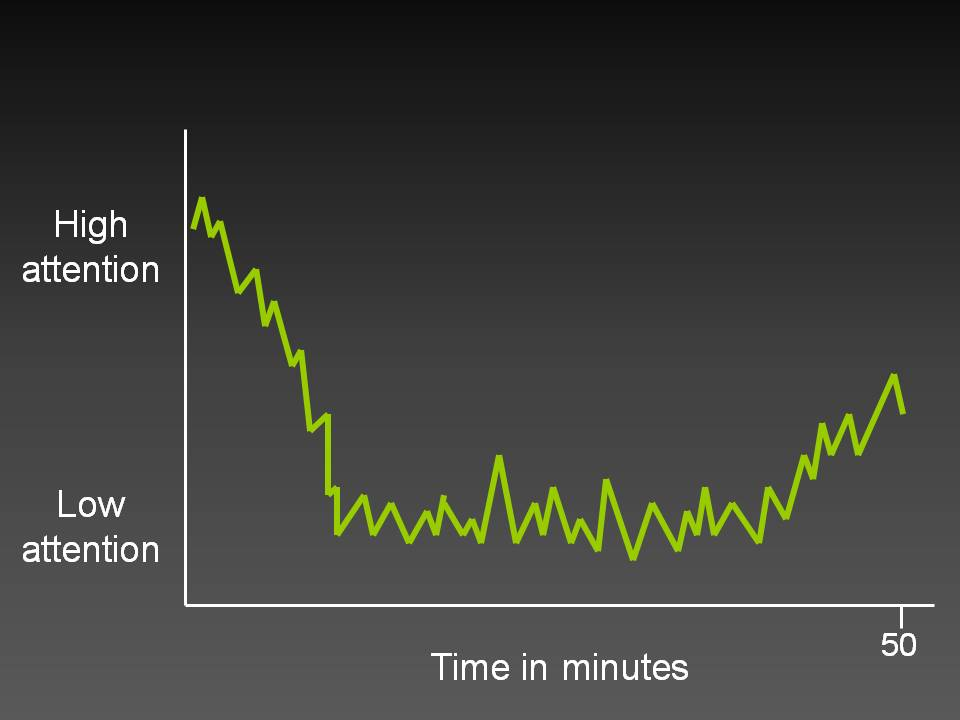 High
attention
Low
attention
50
Time in minutes